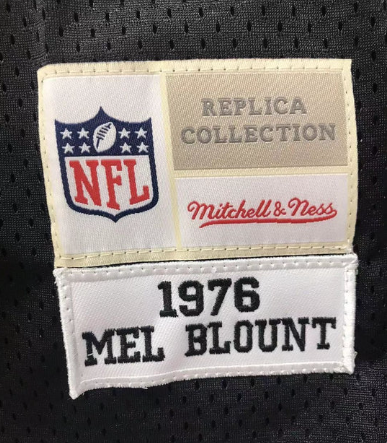 NFL
REPLICA
COLLECTION
Mitchell & Ness
1976
MEL BLOUNT